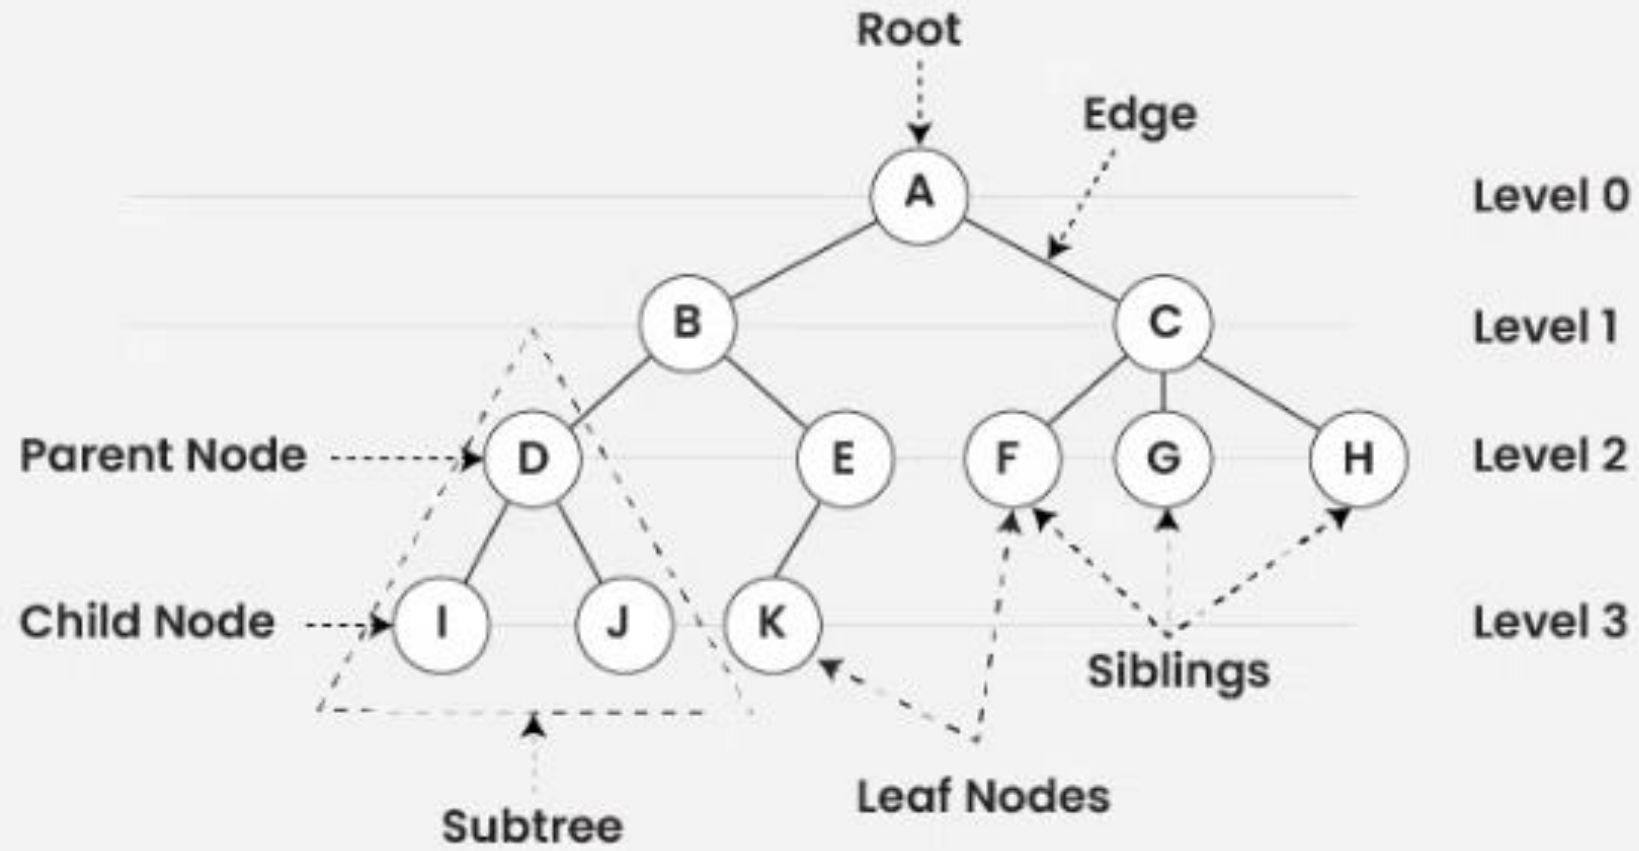 Root
Edge
A
Level 0
B
C
Level 1
Parent Node
D
E
F
G
H
Level 2
Child Node
I
J
K
Level 3
Siblings
Leaf Nodes
Subtree